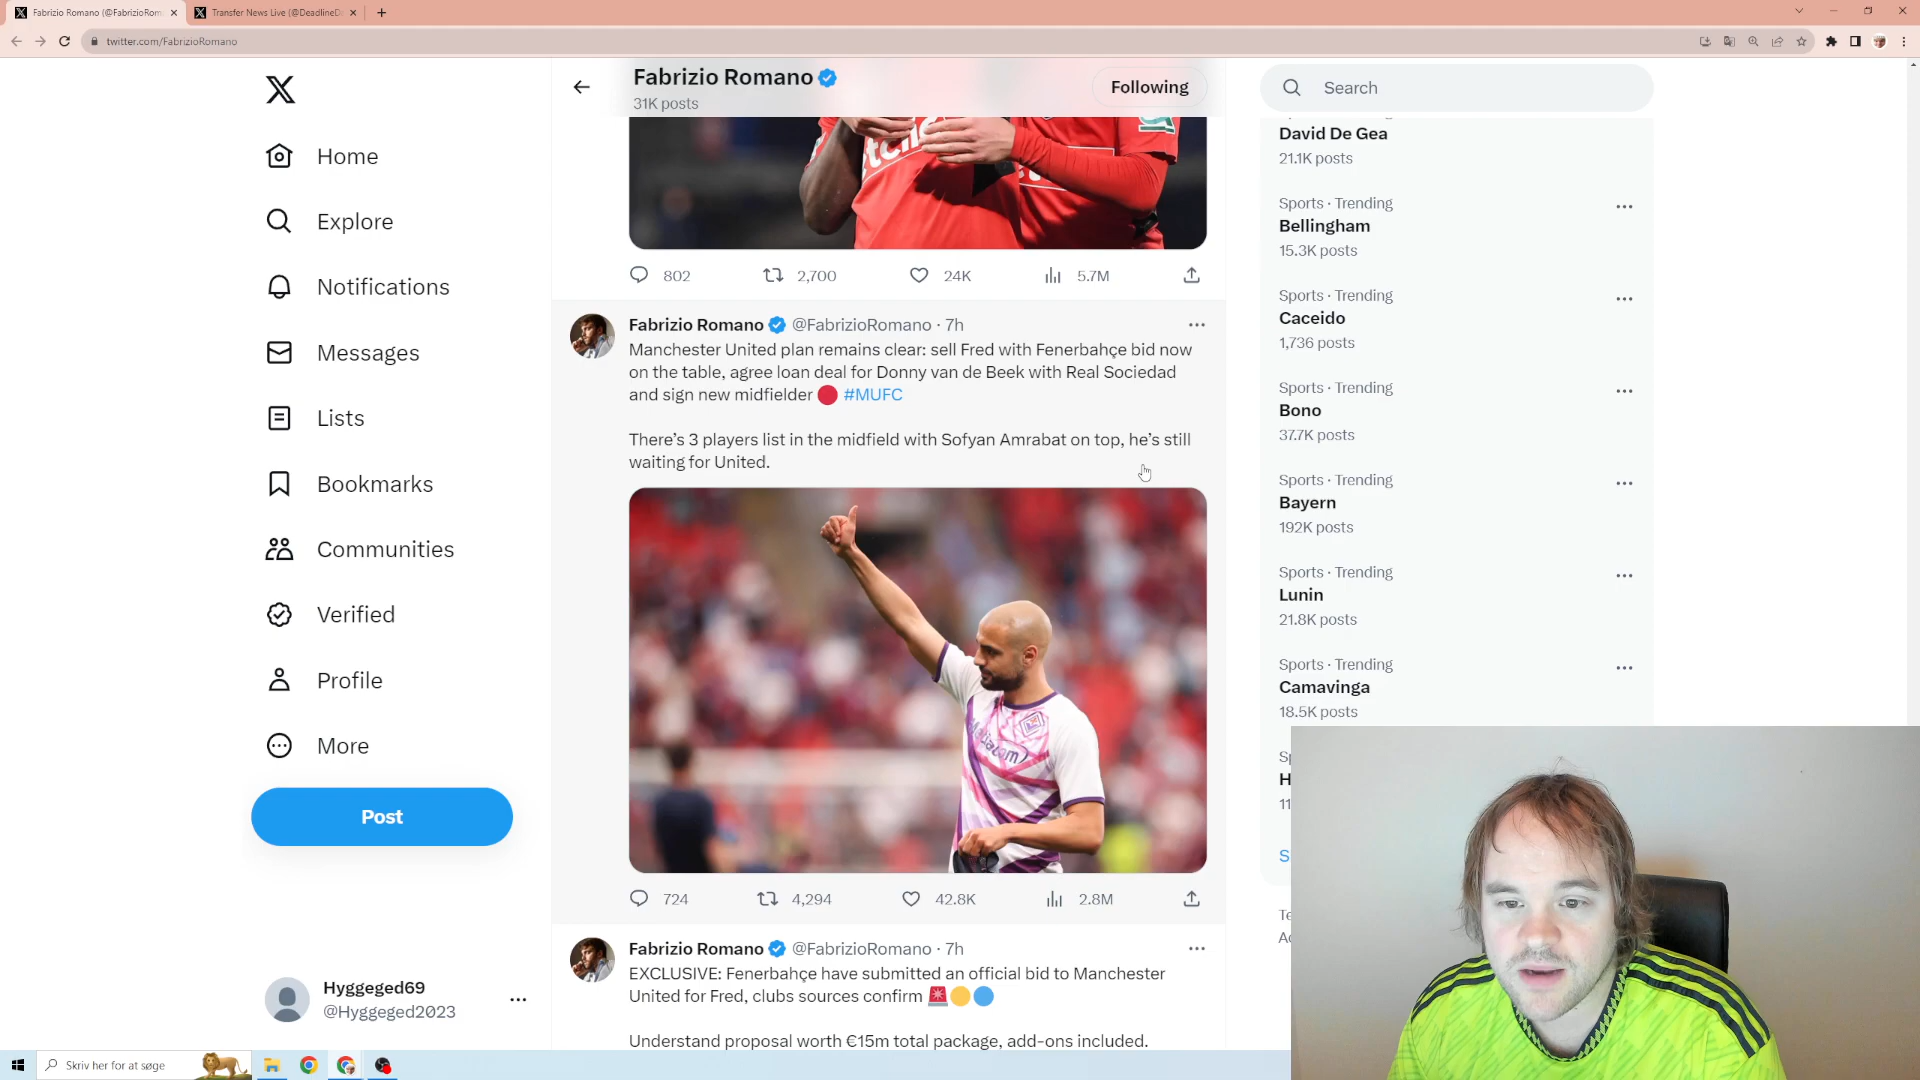 Fabrizio Romano (@FabrizioRom
Transfer News Live (@DeadlineD
twitter.com/FabrizioRomano
Home
Explore
Notifications
Messages
Lists
Bookmarks
Communities
Verified
Profile
More
Post
Hyggeged69
@Hyggeged2023
Fabrizio Romano
31K posts
Following
802
2,700
24K
5.7M
Fabrizio Romano @FabrizioRomano · 7h
Manchester United plan remains clear: sell Fred with Fenerbahçe bid now
on the table, agree loan deal for Donny van de Beek with Real Sociedad
and sign new midfielder 🔴 #MUFC
There's 3 players list in the midfield with Sofyan Amrabat on top, he's still
waiting for United.
Mediacom
724
4,294
42.8K
2.8M
Fabrizio Romano @FabrizioRomano · 7h
EXCLUSIVE: Fenerbahçe have submitted an official bid to Manchester
United for Fred, clubs sources confirm 🚨🟡🔵
Understand proposal worth €15m total package, add-ons included.
Search
David De Gea
21.1K posts
Sports · Trending
Bellingham
15.3K posts
Sports · Trending
Caceido
1,736 posts
Sports · Trending
Bono
37.7K posts
Sports · Trending
Bayern
192K posts
Sports · Trending
Lunin
21.8K posts
Sports · Trending
Camavinga
18.5K posts
Skriv her for at søge